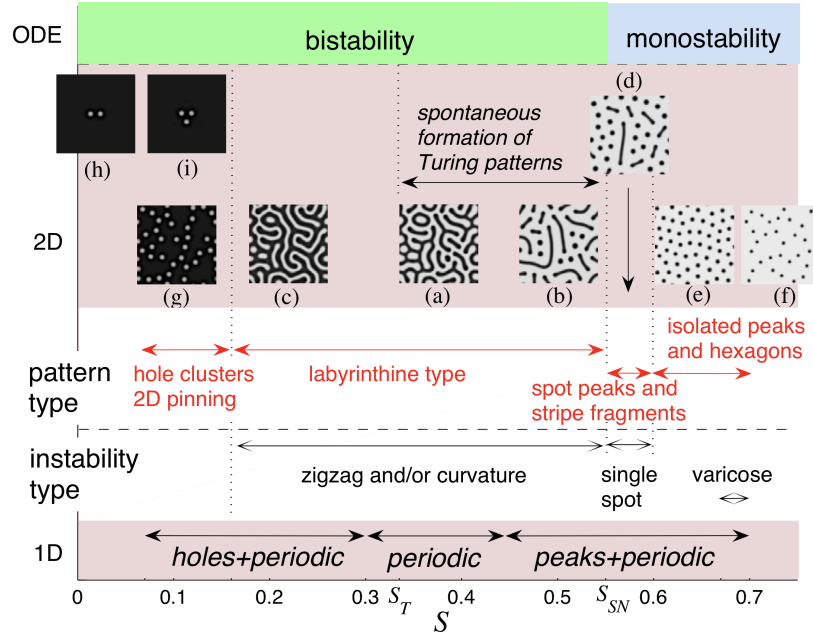 ODE
bistability
monostability
(d)
spontaneous
formation of
Turing patterns
(h)
(i)
2D
(g)
(c)
(a)
(b)
(e)
(f)
isolated peaks
and hexagons
pattern
type
hole clusters
2D pinning
labyrinthine type
spot peaks and
stripe fragments
instability
type
zigzag and/or curvature
single
spot
varicose
1D
holes+periodic
periodic
peaks+periodic
0 0.1 0.2 0.3 S_T 0.4 0.5 S_SN 0.6 0.7
S